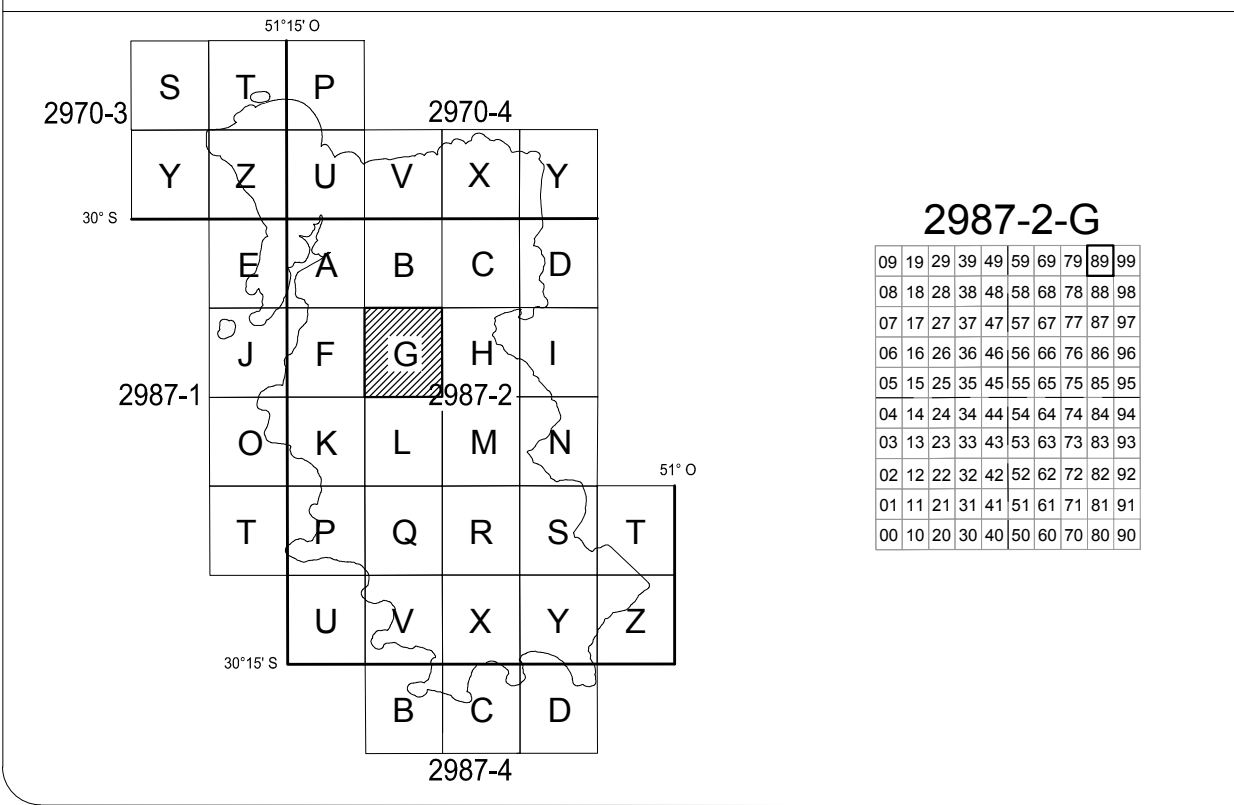 51°15' O
S T P
2970-3
2970-4
Y Z U V X Y
30° S
E A B C D
J F G H I
2987-1
2987-2
O K L M N
51° O
T P Q R S T
U V X Y Z
30°15' S
B C D
2987-4
2987-2-G
09 19 29 39 49 59 69 79 89 99
08 18 28 38 48 58 68 78 88 98
07 17 27 37 47 57 67 77 87 97
06 16 26 36 46 56 66 76 86 96
05 15 25 35 45 55 65 75 85 95
04 14 24 34 44 54 64 74 84 94
03 13 23 33 43 53 63 73 83 93
02 12 22 32 42 52 62 72 82 92
01 11 21 31 41 51 61 71 81 91
00 10 20 30 40 50 60 70 80 90